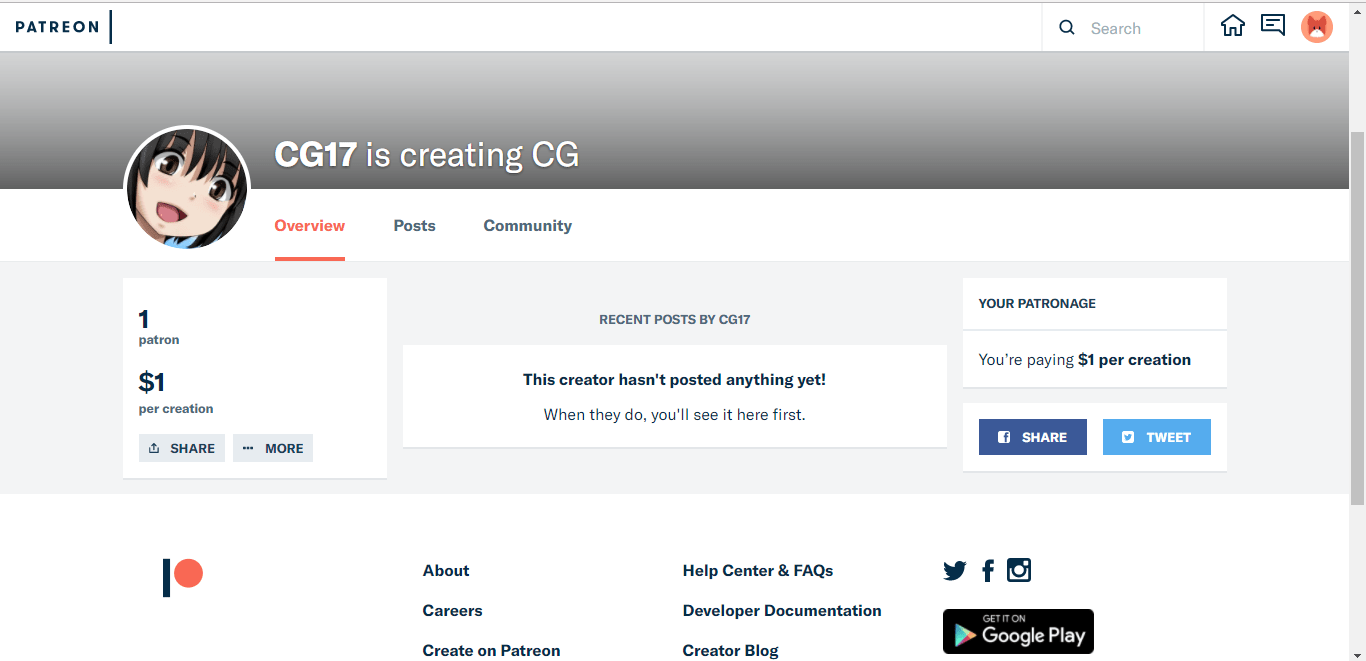 PATREON
Search
CG17 is creating CG
Overview
Posts
Community
1
patron
$1
per creation
SHARE
MORE
RECENT POSTS BY CG17
This creator hasn't posted anything yet!
When they do, you'll see it here first.
YOUR PATRONAGE
You're paying $1 per creation
SHARE
TWEET
About
Careers
Create on Patreon
Help Center & FAQs
Developer Documentation
Creator Blog
GET IT ON
Google Play